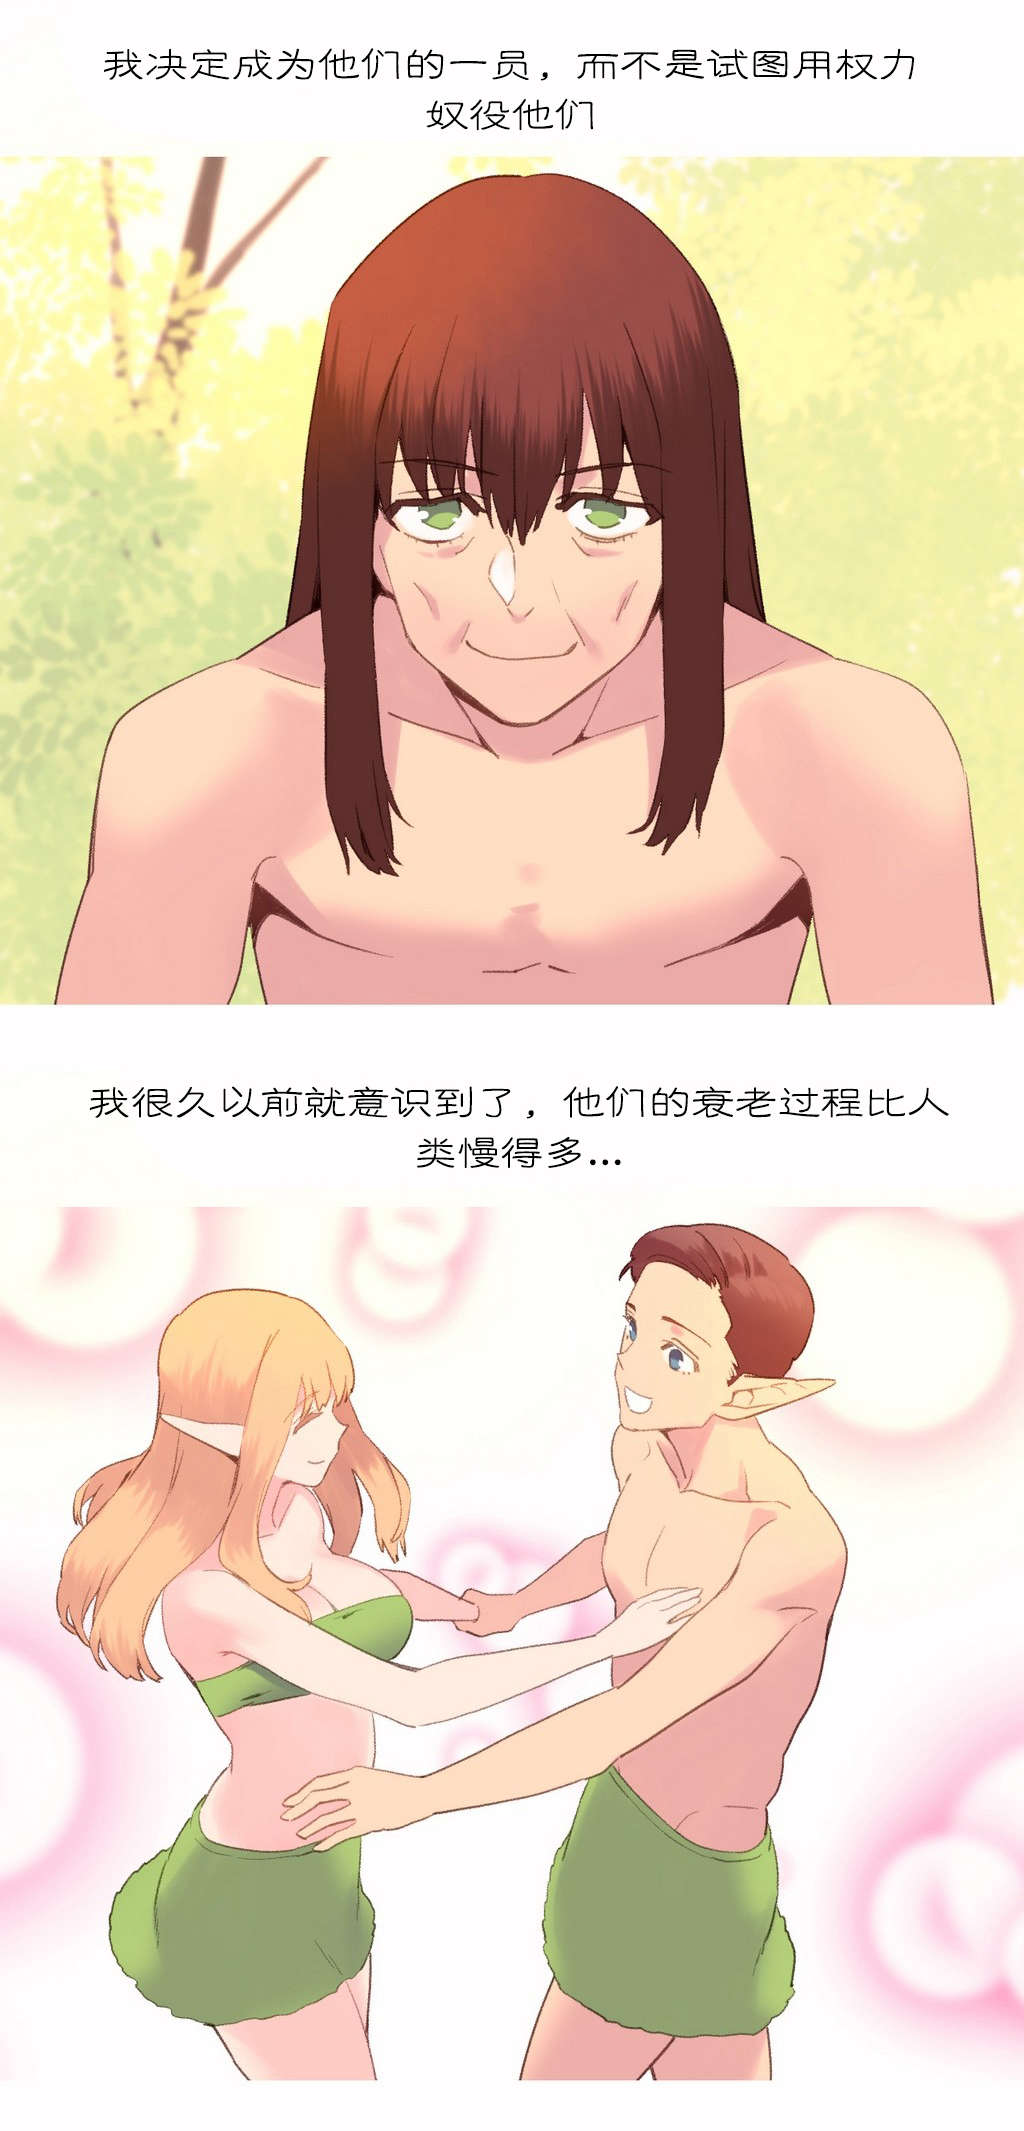 我决定成为他们的一员，而不是试图用权力
奴役他们
我很久以前就意识到了，他们的衰老过程比人
类慢得多...